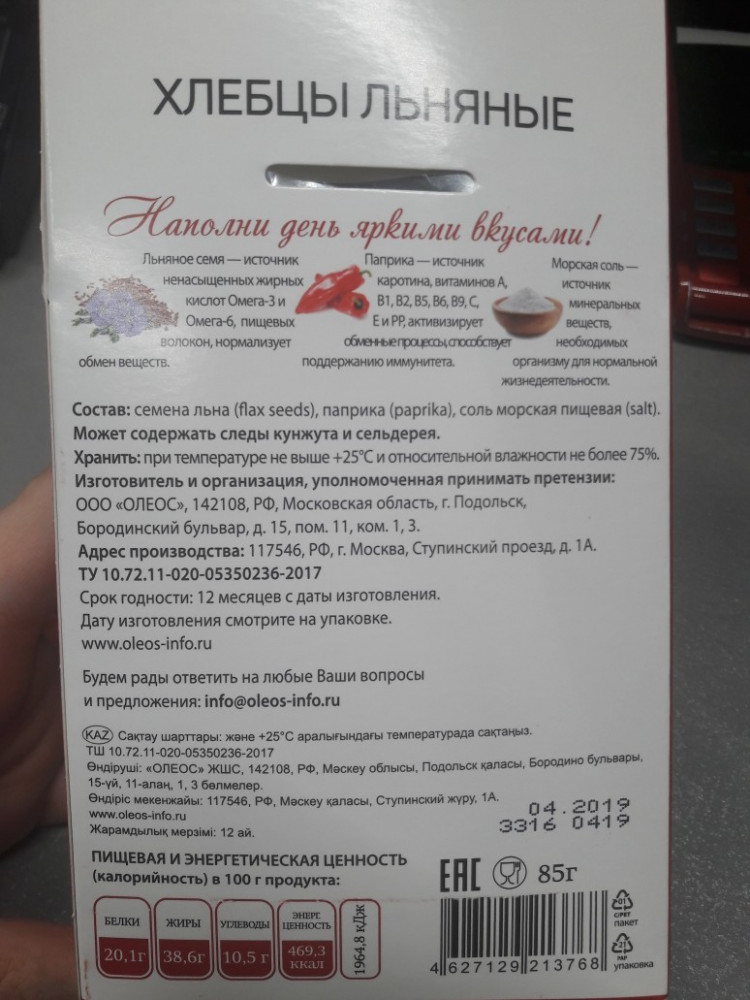 ХЛЕБЦЫ ЛЬНЯНЫЕ
Наполни день яркими вкусами!
Льняное семя — источник
ненасыщенных жирных
кислот Омега-3 и
Омега-6, пищевых
волокон, нормализует
обмен веществ.
Паприка — источник
каротина, витаминов А,
В1, В2, В5, В6, В9, С,
Е и РР, активизирует
обменные процессы, способствует
поддержанию иммунитета.
Морская соль —
источник
минеральных
веществ,
необходимых
организму для нормальной
жизнедеятельности.
Состав: семена льна (flax seeds), паприка (paprika), соль морская пищевая (salt).
Может содержать следы кунжута и сельдерея.
Хранить: при температуре не выше +25°С и относительной влажности не более 75%.
Изготовитель и организация, уполномоченная принимать претензии:
ООО «ОЛЕОС», 142108, РФ, Московская область, г. Подольск,
Бородинский бульвар, д. 15, пом. 11, ком. 1, 3.
Адрес производства: 117546, РФ, г. Москва, Ступинский проезд, д. 1А.
ТУ 10.72.11-020-05350236-2017
Срок годности: 12 месяцев с даты изготовления.
Дату изготовления смотрите на упаковке.
www.oleos-info.ru
Будем рады ответить на любые Ваши вопросы
и предложения: info@oleos-info.ru
KAZ Сақтау шарттары: және +25°С аралығындағы температурада сақтаңыз.
ТШ 10.72.11-020-05350236-2017
Өндіруші: «ОЛЕОС» ЖШС, 142108, РФ, Мәскеу облысы, Подольск қаласы, Бородино бульвары,
15-үй, 11-алаң, 1, 3 бөлмелер.
Өндіріс мекенжайы: 117546, РФ, Мәскеу қаласы, Ступинский жүру, 1А.
www.oleos-info.ru
Жарамдылық мерзімі: 12 ай.
04.2019
3316 0419
ПИЩЕВАЯ И ЭНЕРГЕТИЧЕСКАЯ ЦЕННОСТЬ
(калорийность) в 100 г продукта:
БЕЛКИ
20,1г
ЖИРЫ
38,6г
УГЛЕВОДЫ
10,5 г
ЭНЕРГ.
ЦЕННОСТЬ
469,3
ккал
1964,8 кДж
ЕАС
85г
4 627129 213768
01
C/PET
пакет
21
PAP
упаковка